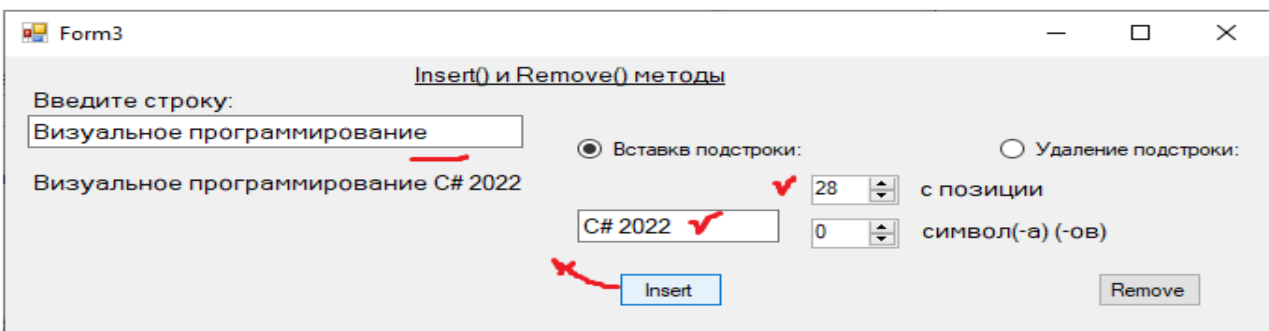 Form3
Insert() и Remove() методы
Введите строку:
Визуальное программирование
Вставкв подстроки:
Удаление подстроки:
Визуальное программирование C# 2022
28 с позиции
C# 2022
0 символ(-а) (-ов)
Insert
Remove